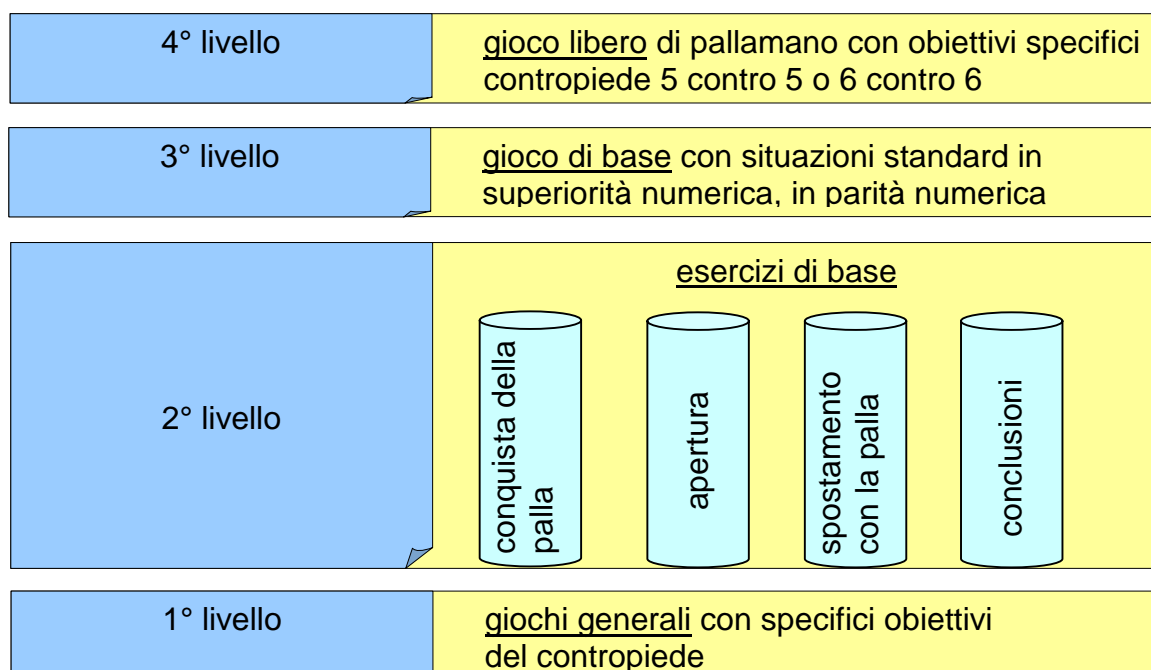 4° livello
gioco libero di pallamano con obiettivi specifici
contropiede 5 contro 5 o 6 contro 6
3° livello
gioco di base con situazioni standard in
superiorità numerica, in parità numerica
2° livello
esercizi di base
conquista della
palla
apertura
spostamento
con la palla
conclusioni
1° livello
giochi generali con specifici obiettivi
del contropiede